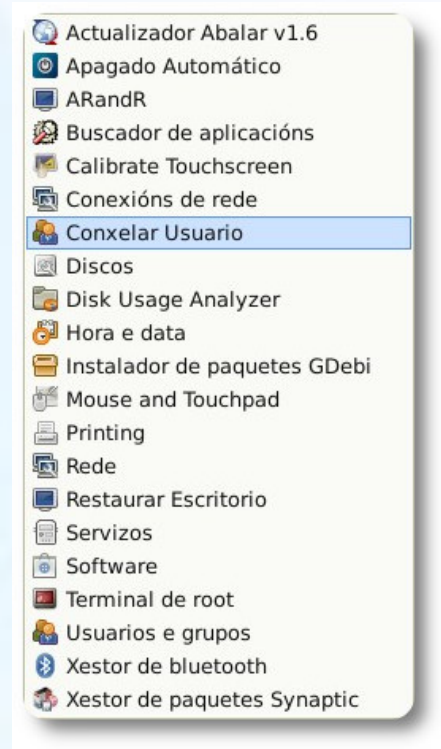 Actualizador Abalar v1.6
Apagado Automático
ARandR
Buscador de aplicacións
Calibrate Touchscreen
Conexións de rede
Conxelar Usuario
Discos
Disk Usage Analyzer
Hora e data
Instalador de paquetes GDebi
Mouse and Touchpad
Printing
Rede
Restaurar Escritorio
Servizos
Software
Terminal de root
Usuarios e grupos
Xestor de bluetooth
Xestor de paquetes Synaptic